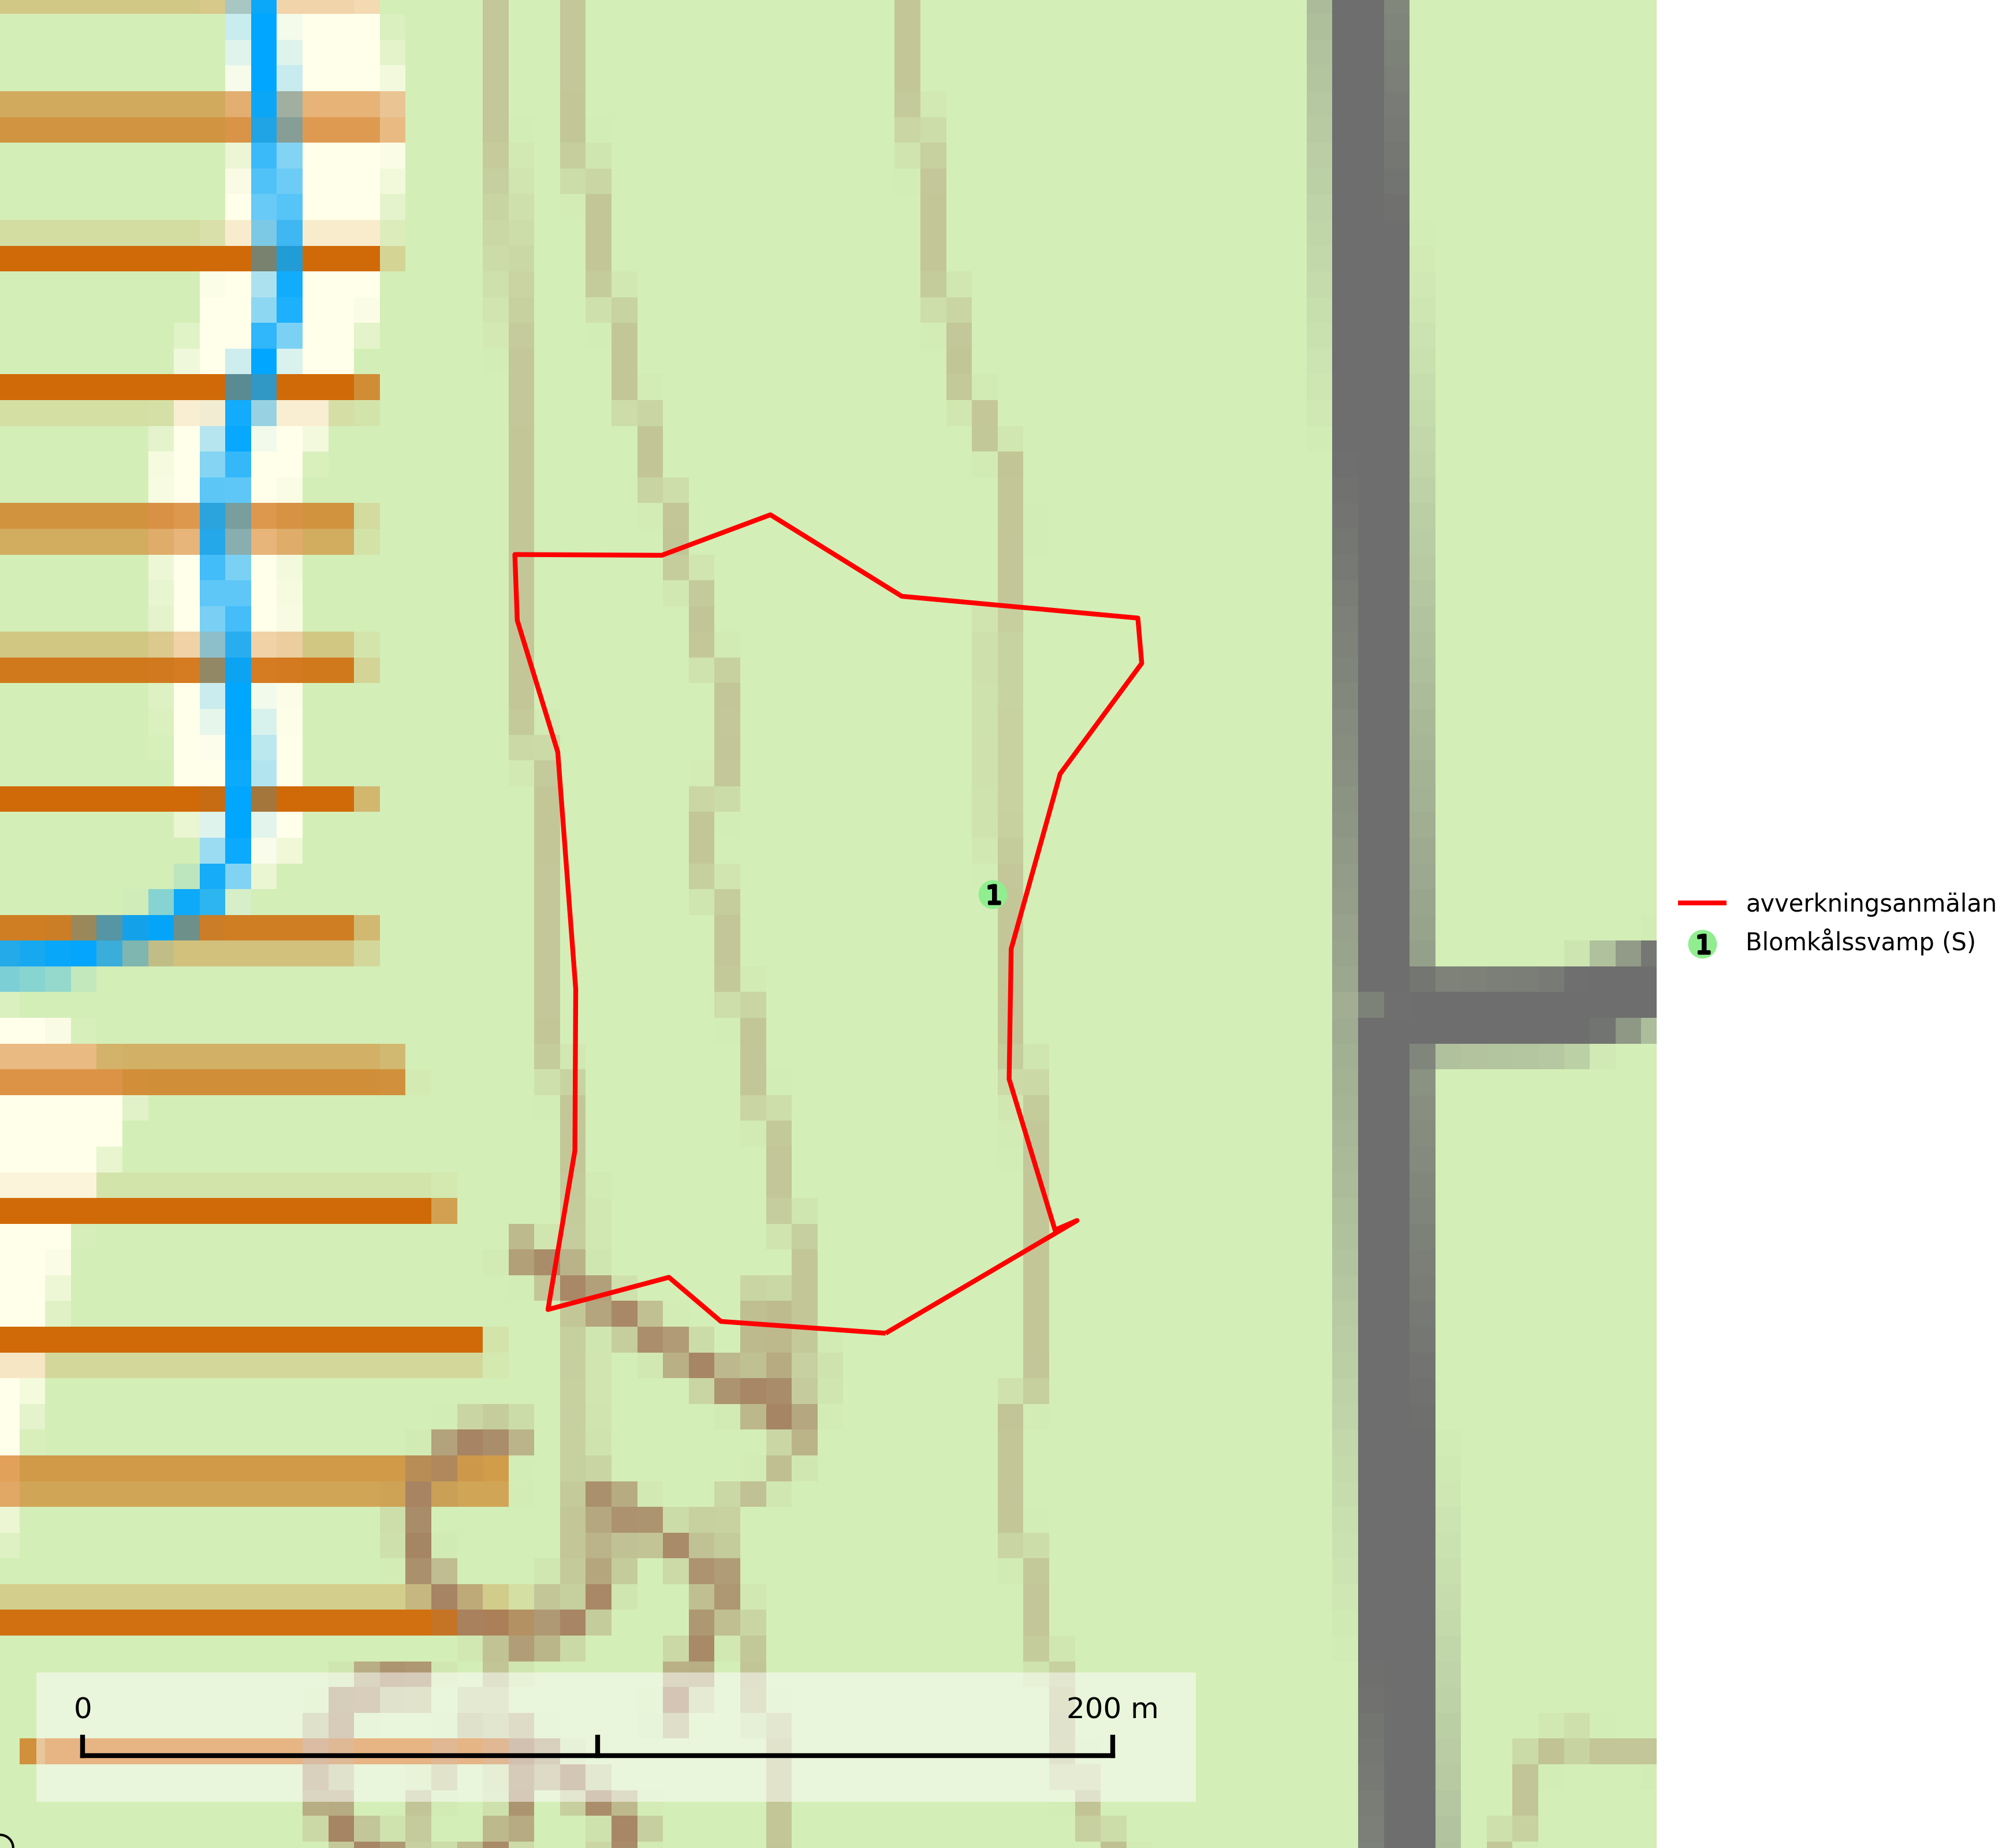 1
avverkningsanmälan
1 Blomkålssvamp (S)
0 200 m